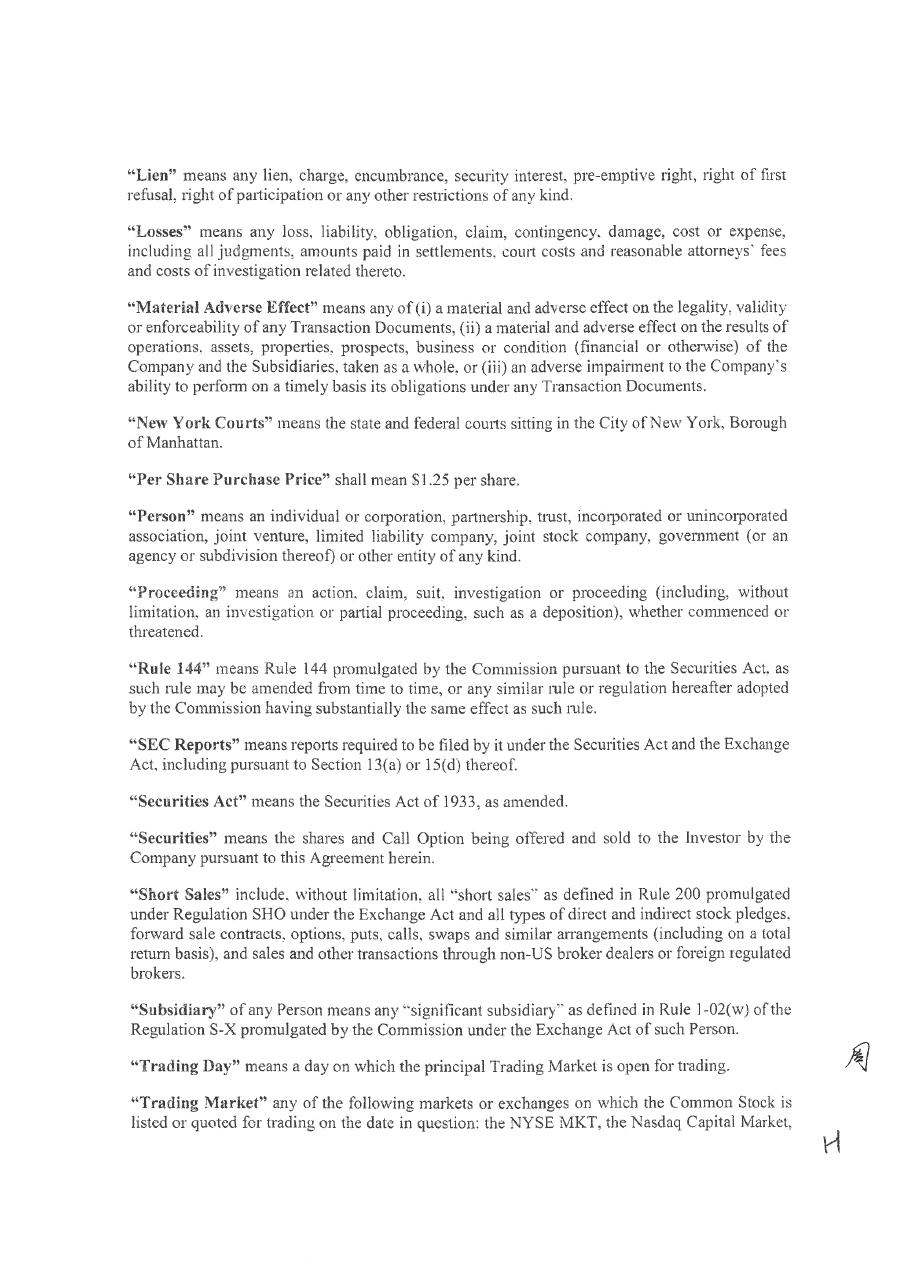 “Lien” means any lien, charge, encumbrance, security interest, pre-emptive right, right of first
refusal, right of participation or any other restrictions of any kind.
“Losses” means any loss, liability, obligation, claim, contingency, damage, cost or expense,
including all judgments, amounts paid in settlements, court costs and reasonable attorneys’ fees
and costs of investigation related thereto.
“Material Adverse Effect” means any of (i) a material and adverse effect on the legality, validity
or enforceability of any Transaction Documents, (ii) a material and adverse effect on the results of
operations, assets, properties, prospects, business or condition (financial or otherwise) of the
Company and the Subsidiaries, taken as a whole, or (iii) an adverse impairment to the Company’s
ability to perform on a timely basis its obligations under any Transaction Documents.
“New York Courts” means the state and federal courts sitting in the City of New York, Borough
of Manhattan.
“Per Share Purchase Price” shall mean $1.25 per share.
“Person” means an individual or corporation, partnership, trust, incorporated or unincorporated
association, joint venture, limited liability company, joint stock company, government (or an
agency or subdivision thereof) or other entity of any kind.
“Proceeding” means an action, claim, suit, investigation or proceeding (including, without
limitation, an investigation or partial proceeding, such as a deposition), whether commenced or
threatened.
“Rule 144” means Rule 144 promulgated by the Commission pursuant to the Securities Act, as
such rule may be amended from time to time, or any similar rule or regulation hereafter adopted
by the Commission having substantially the same effect as such rule.
“SEC Reports” means reports required to be filed by it under the Securities Act and the Exchange
Act, including pursuant to Section 13(a) or 15(d) thereof.
“Securities Act” means the Securities Act of 1933, as amended.
“Securities” means the shares and Call Option being offered and sold to the Investor by the
Company pursuant to this Agreement herein.
“Short Sales” include, without limitation, all “short sales” as defined in Rule 200 promulgated
under Regulation SHO under the Exchange Act and all types of direct and indirect stock pledges,
forward sale contracts, options, puts, calls, swaps and similar arrangements (including on a total
return basis), and sales and other transactions through non-US broker dealers or foreign regulated
brokers.
“Subsidiary” of any Person means any “significant subsidiary” as defined in Rule 1-02(w) of the
Regulation S-X promulgated by the Commission under the Exchange Act of such Person.
“Trading Day” means a day on which the principal Trading Market is open for trading.
“Trading Market” any of the following markets or exchanges on which the Common Stock is
listed or quoted for trading on the date in question: the NYSE MKT, the Nasdaq Capital Market,